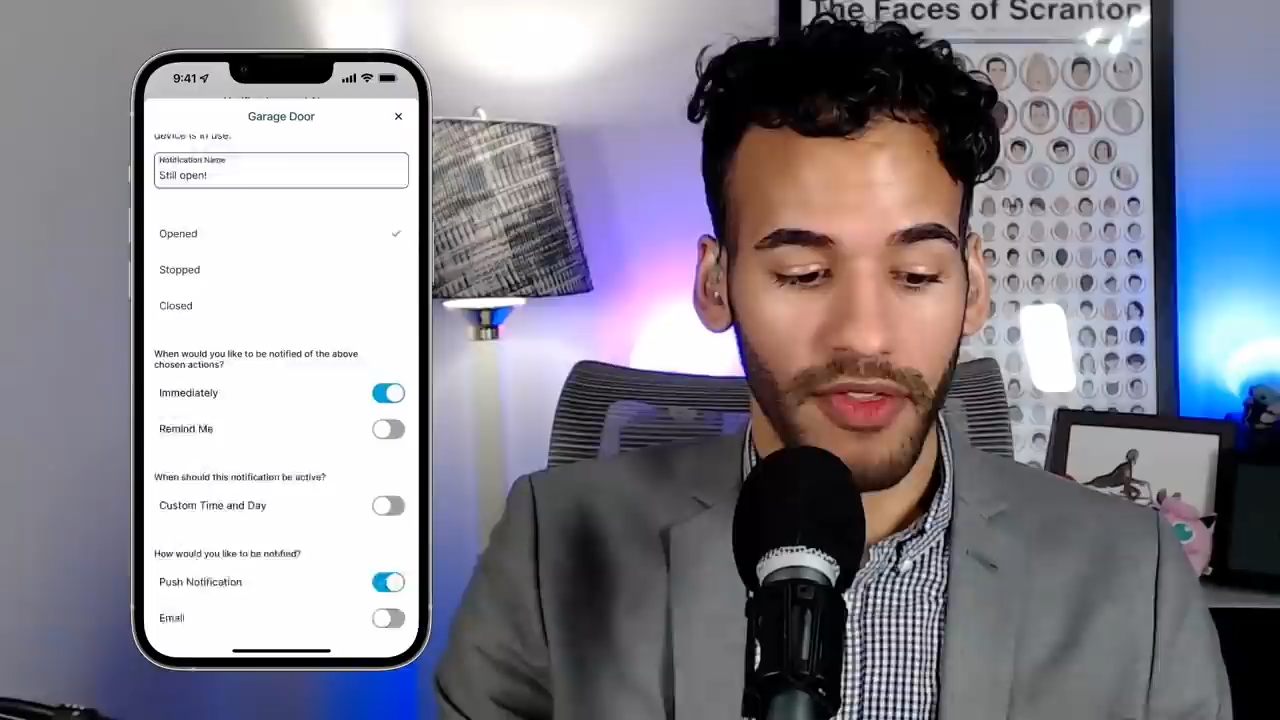 The Faces of Scranton
9:41
Garage Door
device is in use.
Notification Name
Still open!
Opened
Stopped
Closed
When would you like to be notified of the above
chosen actions?
Immediately
Remind Me
When should this notification be active?
Custom Time and Day
How would you like to be notified?
Push Notification
Email